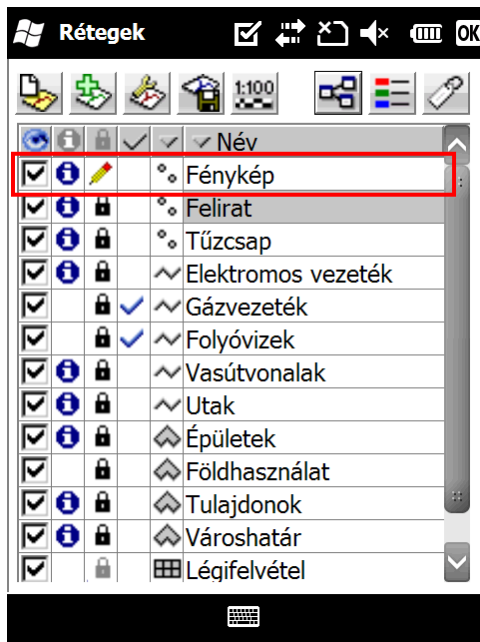 Rétegek OK
1:100
Név
Fénykép
Felirat
Tűzcsap
Elektromos vezeték
Gázvezeték
Folyóvizek
Vasútvonalak
Utak
Épületek
Földhasználat
Tulajdonok
Városhatár
Légifelvétel